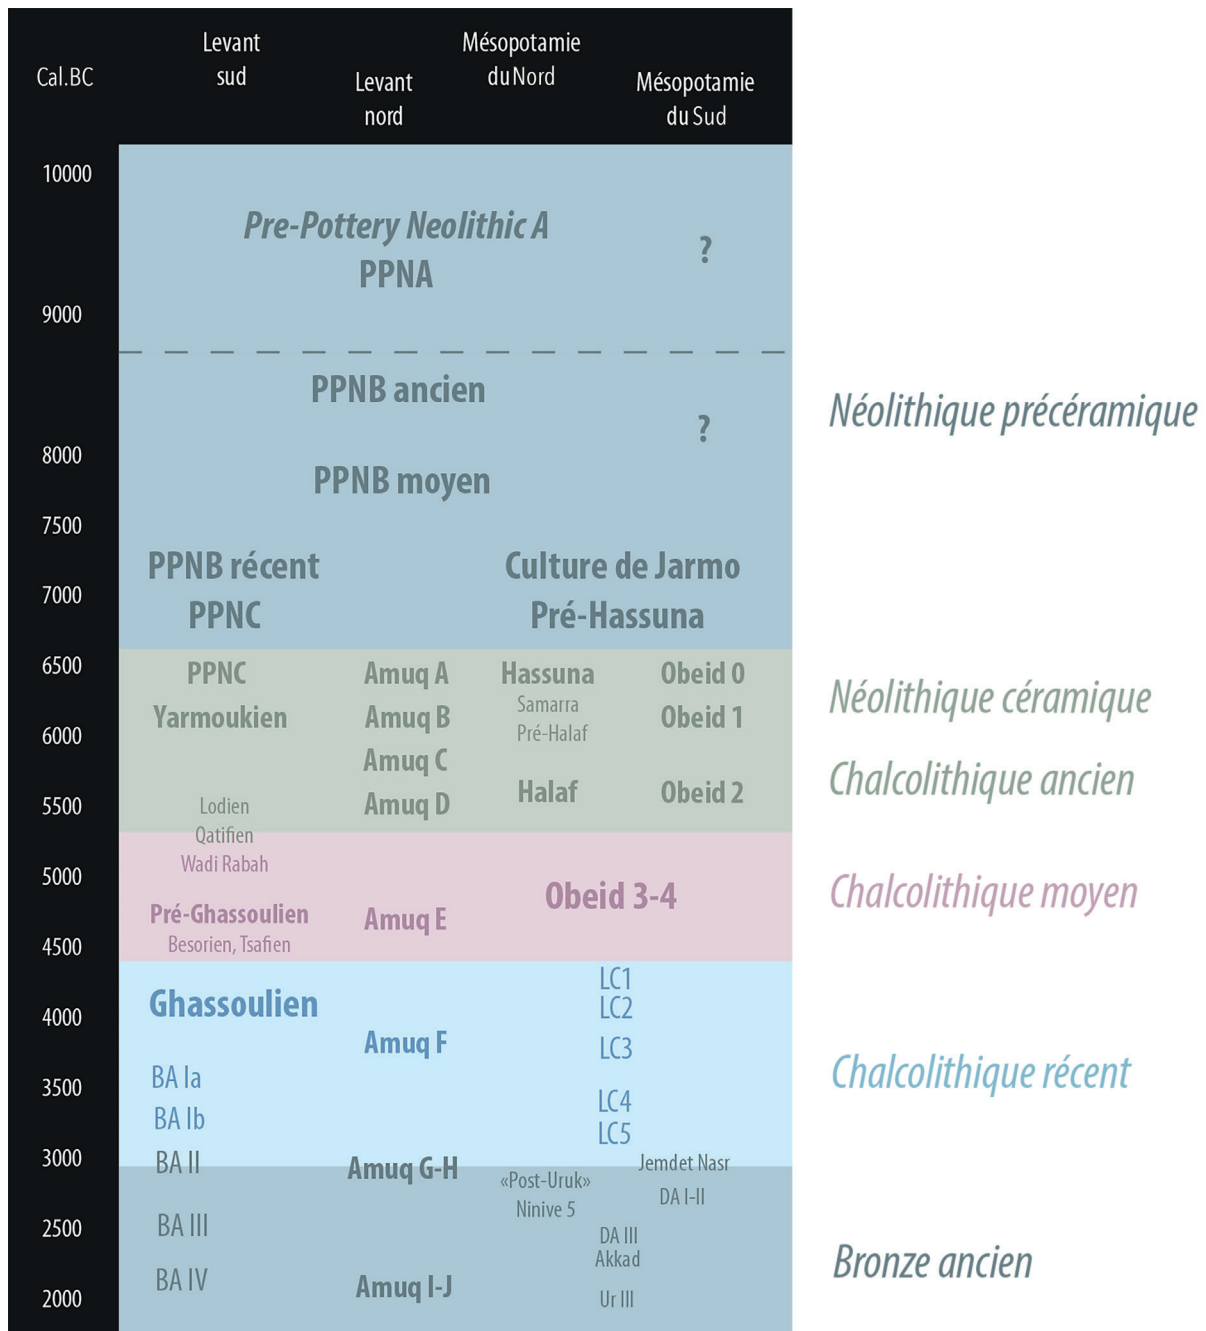 Cal.BC
Levant
sud
Levant
nord
Mésopotamie
du Nord
Mésopotamie
du Sud
10000
Pre-Pottery Neolithic A
PPNA
?
9000
PPNB ancien
?
Néolithique précéramique
8000
PPNB moyen
7500
PPNB récent
Culture de Jarmo
7000
PPNC
Pré-Hassuna
6500
PPNC
Amuq A
Hassuna
Obeid 0
Néolithique céramique
Samarra
Yarmoukien
Amuq B
Obeid 1
6000
Pré-Halaf
Amuq C
Chalcolithique ancien
Halaf
Obeid 2
5500
Lodien
Amuq D
Qatifien
Wadi Rabah
5000
Obeid 3-4
Chalcolithique moyen
Pré-Ghassoulien
Amuq E
4500
Besorien, Tsafien
LC1
Ghassoulien
LC2
4000
Amuq F
LC3
Chalcolithique récent
BA Ia
3500
LC4
BA Ib
LC5
3000
BA II
Amuq G-H
Jemdet Nasr
«Post-Uruk»
DA I-II
Ninive 5
2500
BA III
DA III
Akkad
Bronze ancien
BA IV
Amuq I-J
2000
Ur III